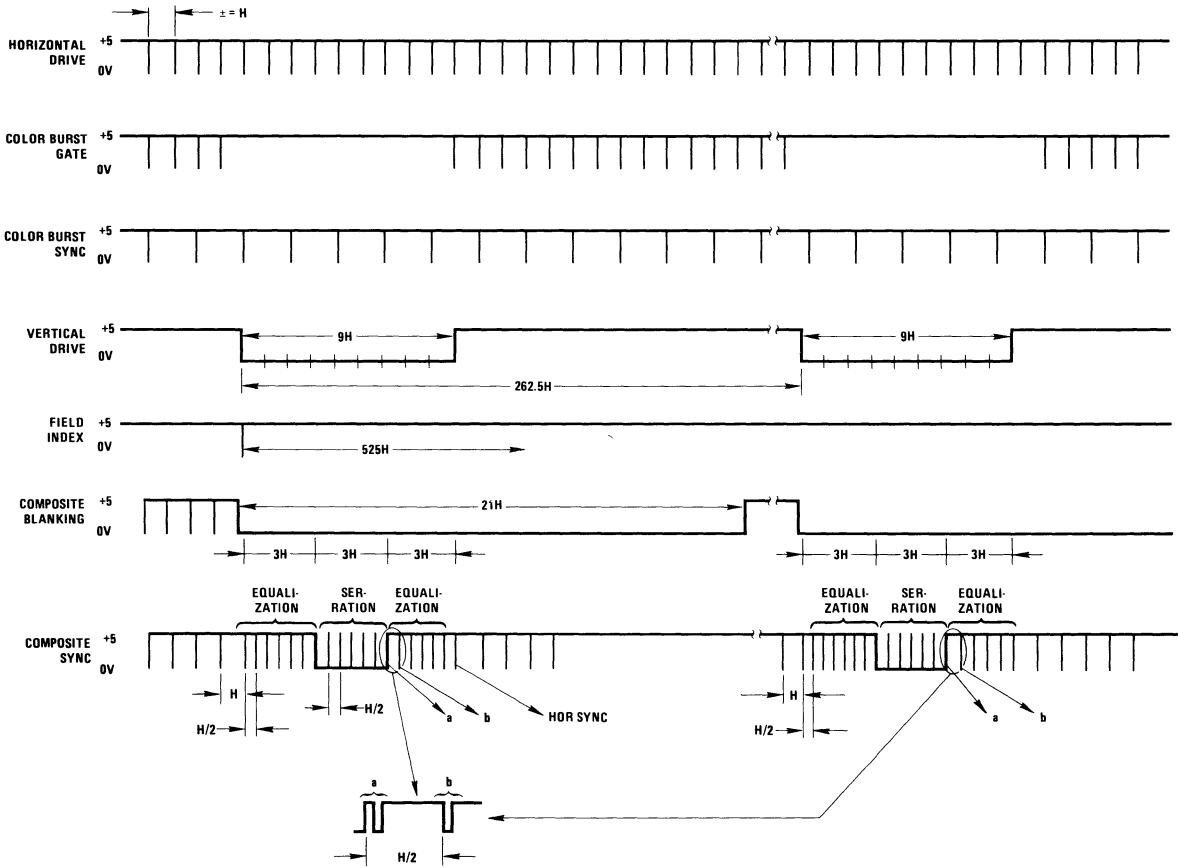 ± = H
HORIZONTAL
DRIVE
+5
0V
COLOR BURST
GATE
+5
0V
COLOR BURST
SYNC
+5
0V
VERTICAL
DRIVE
+5
0V
9H
9H
262.5H
FIELD
INDEX
+5
0V
525H
COMPOSITE
BLANKING
+5
0V
21H
3H 3H 3H
3H 3H 3H
EQUALI-
ZATION
SER-
RATION
EQUALI-
ZATION
EQUALI-
ZATION
SER-
RATION
EQUALI-
ZATION
COMPOSITE
SYNC
+5
0V
H
H/2
H/2
a
b
HOR SYNC
H
H/2
a
b
a
b
H/2